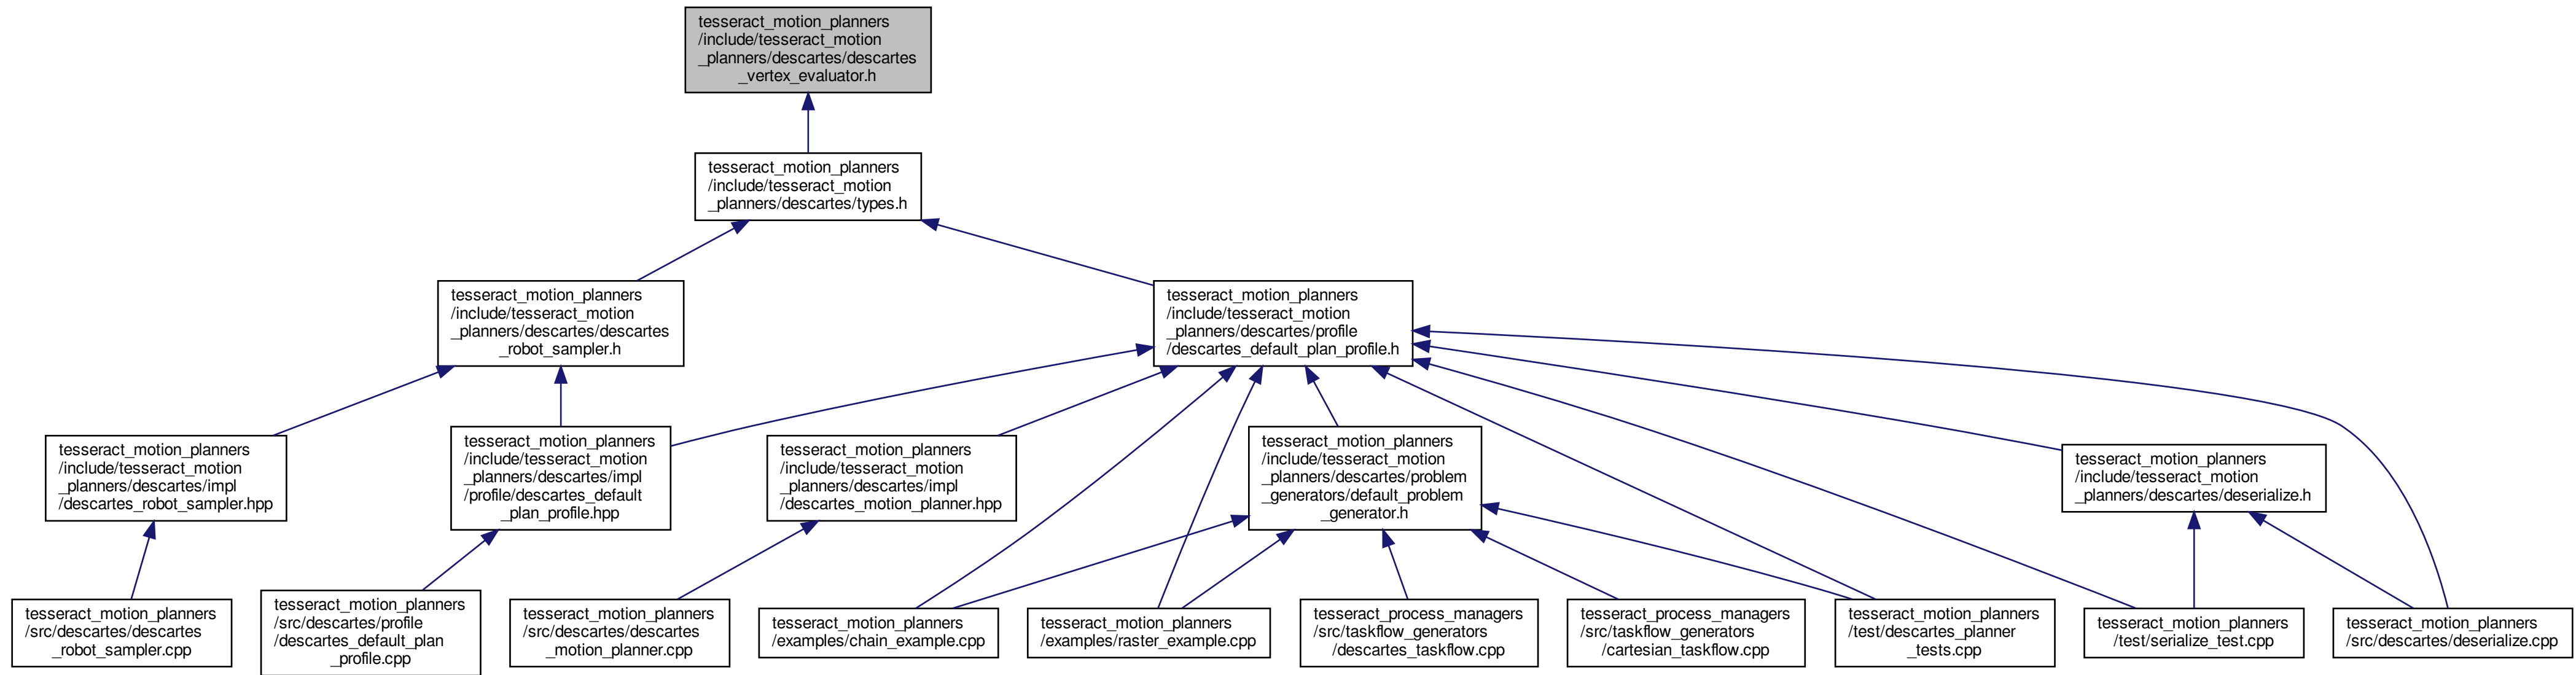 tesseract_motion_planners
/include/tesseract_motion
_planners/descartes/descartes
_vertex_evaluator.h
tesseract_motion_planners
/include/tesseract_motion
_planners/descartes/types.h
tesseract_motion_planners
/include/tesseract_motion
_planners/descartes/descartes
_robot_sampler.h
tesseract_motion_planners
/include/tesseract_motion
_planners/descartes/profile
/descartes_default_plan_profile.h
tesseract_motion_planners
/include/tesseract_motion
_planners/descartes/impl
/descartes_robot_sampler.hpp
tesseract_motion_planners
/include/tesseract_motion
_planners/descartes/impl
/profile/descartes_default
_plan_profile.hpp
tesseract_motion_planners
/include/tesseract_motion
_planners/descartes/impl
/descartes_motion_planner.hpp
tesseract_motion_planners
/include/tesseract_motion
_planners/descartes/problem
_generators/default_problem
_generator.h
tesseract_motion_planners
/include/tesseract_motion
_planners/descartes/deserialize.h
tesseract_motion_planners
/src/descartes/descartes
_robot_sampler.cpp
tesseract_motion_planners
/src/descartes/profile
/descartes_default_plan
_profile.cpp
tesseract_motion_planners
/src/descartes/descartes
_motion_planner.cpp
tesseract_motion_planners
/examples/chain_example.cpp
tesseract_motion_planners
/examples/raster_example.cpp
tesseract_process_managers
/src/taskflow_generators
/descartes_taskflow.cpp
tesseract_process_managers
/src/taskflow_generators
/cartesian_taskflow.cpp
tesseract_motion_planners
/test/descartes_planner
_tests.cpp
tesseract_motion_planners
/test/serialize_test.cpp
tesseract_motion_planners
/src/descartes/deserialize.cpp